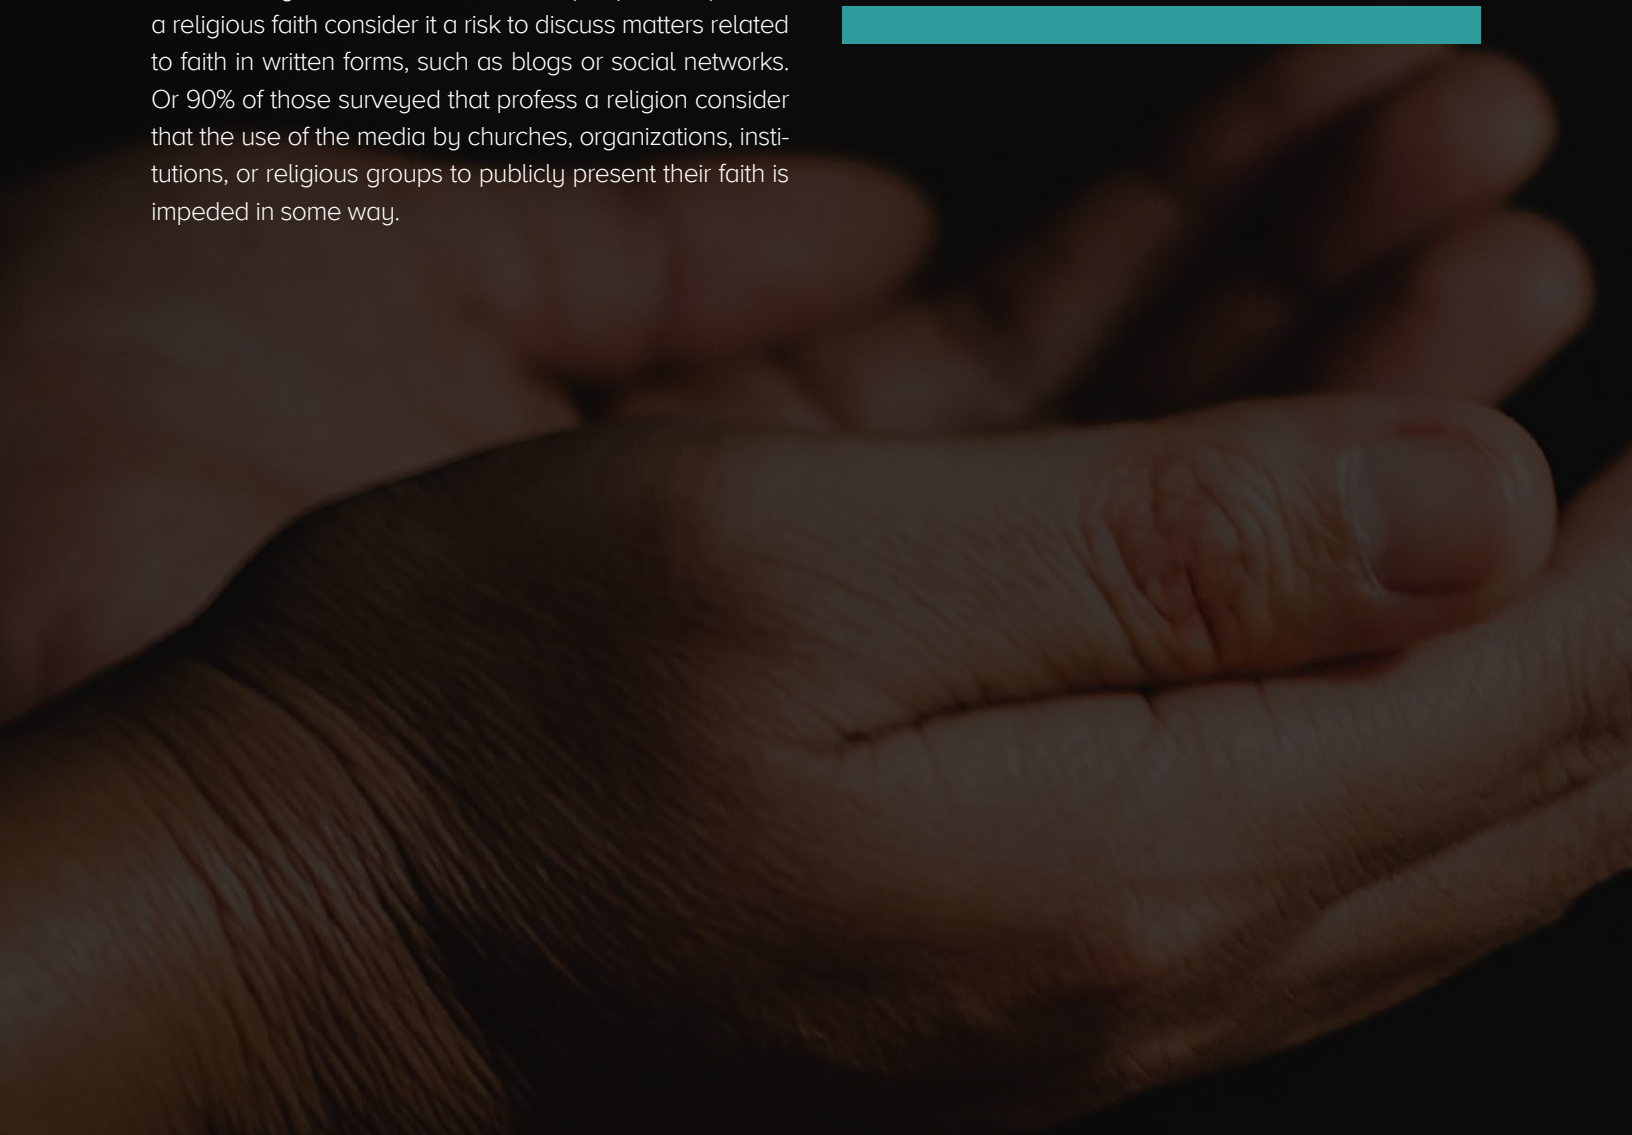 a religious faith consider it a risk to discuss matters related
to faith in written forms, such as blogs or social networks.
Or 90% of those surveyed that profess a religion consider
that the use of the media by churches, organizations, insti-
tutions, or religious groups to publicly present their faith is
impeded in some way.